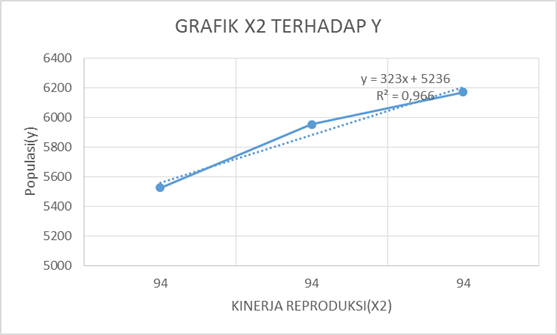 GRAFIK X2 TERHADAP Y
6400
6200
6000
5800
5600
5400
5200
5000
Populasi(y)
y = 323x + 5236
R² = 0,966
94 94 94
KINERJA REPRODUKSI(X2)